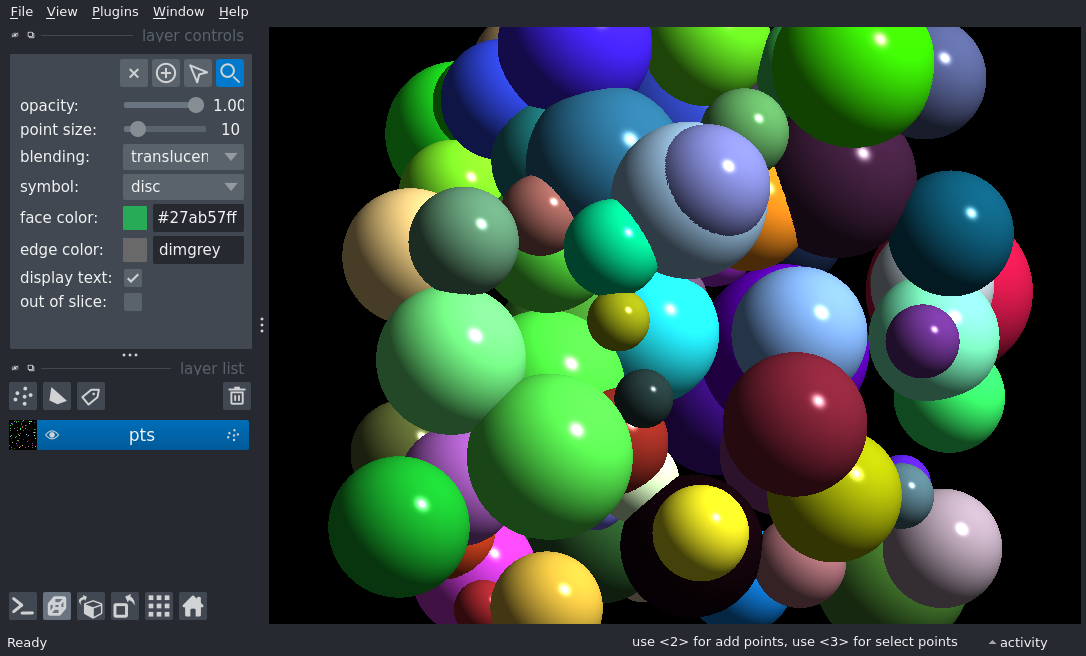 File View Plugins Window Help
layer controls
opacity: 1.00
point size: 10
blending: translucen
symbol: disc
face color: #27ab57ff
edge color: dimgrey
display text:
out of slice:
layer list
pts
Ready
use <2> for add points, use <3> for select points
activity